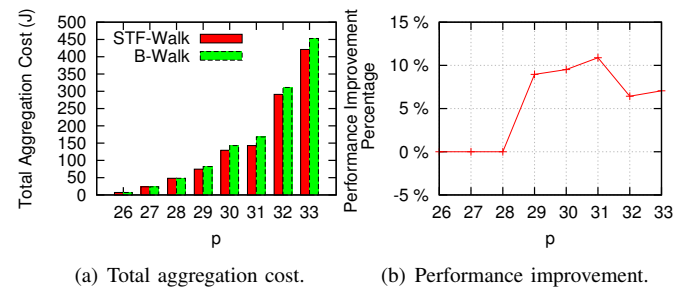 Total Aggregation Cost (J)
500
450
400
350
300
250
200
150
100
50
0
STF-Walk
B-Walk
26 27 28 29 30 31 32 33
p
(a) Total aggregation cost.
Performance Improvement
Percentage
15 %
10 %
5 %
0 %
-5 %
26 27 28 29 30 31 32 33
p
(b) Performance improvement.